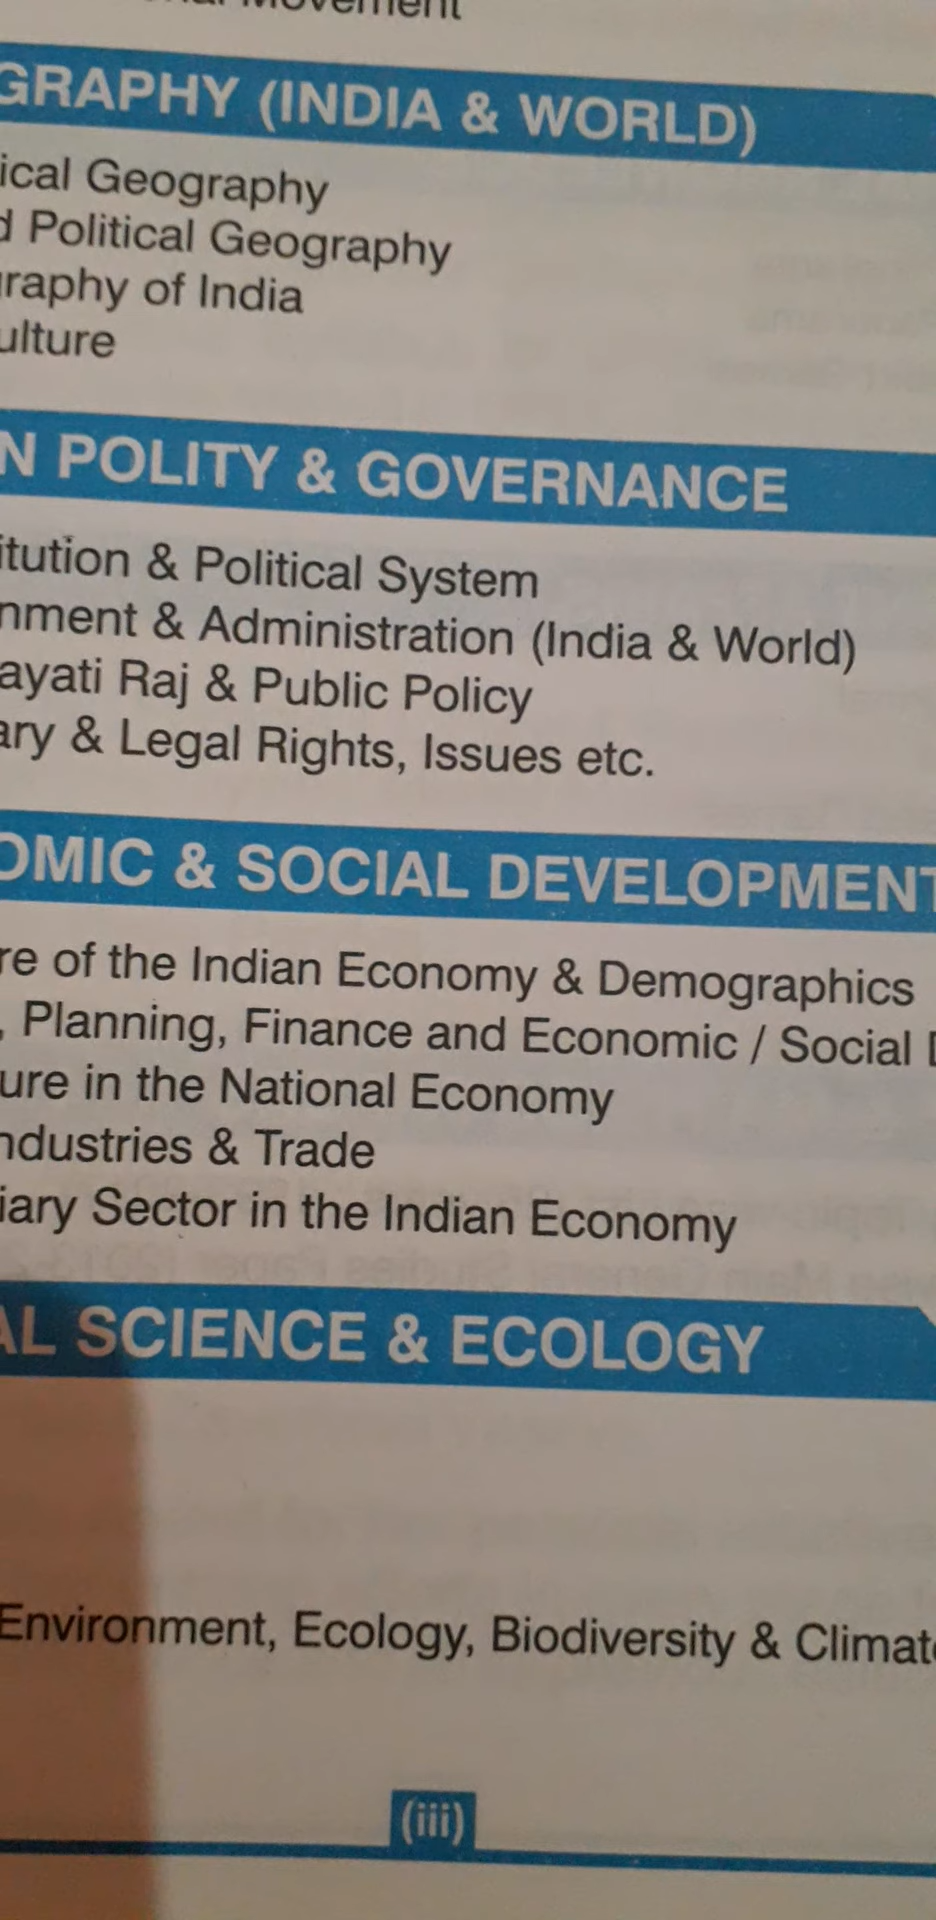 Movement
GRAPHY (INDIA & WORLD)
ical Geography
d Political Geography
raphy of India
ulture
N POLITY & GOVERNANCE
itution & Political System
nment & Administration (India & World)
ayati Raj & Public Policy
ary & Legal Rights, Issues etc.
OMIC & SOCIAL DEVELOPMENT
re of the Indian Economy & Demographics
, Planning, Finance and Economic / Social D
ure in the National Economy
ndustries & Trade
iary Sector in the Indian Economy
AL SCIENCE & ECOLOGY
Environment, Ecology, Biodiversity & Climate
(iii)